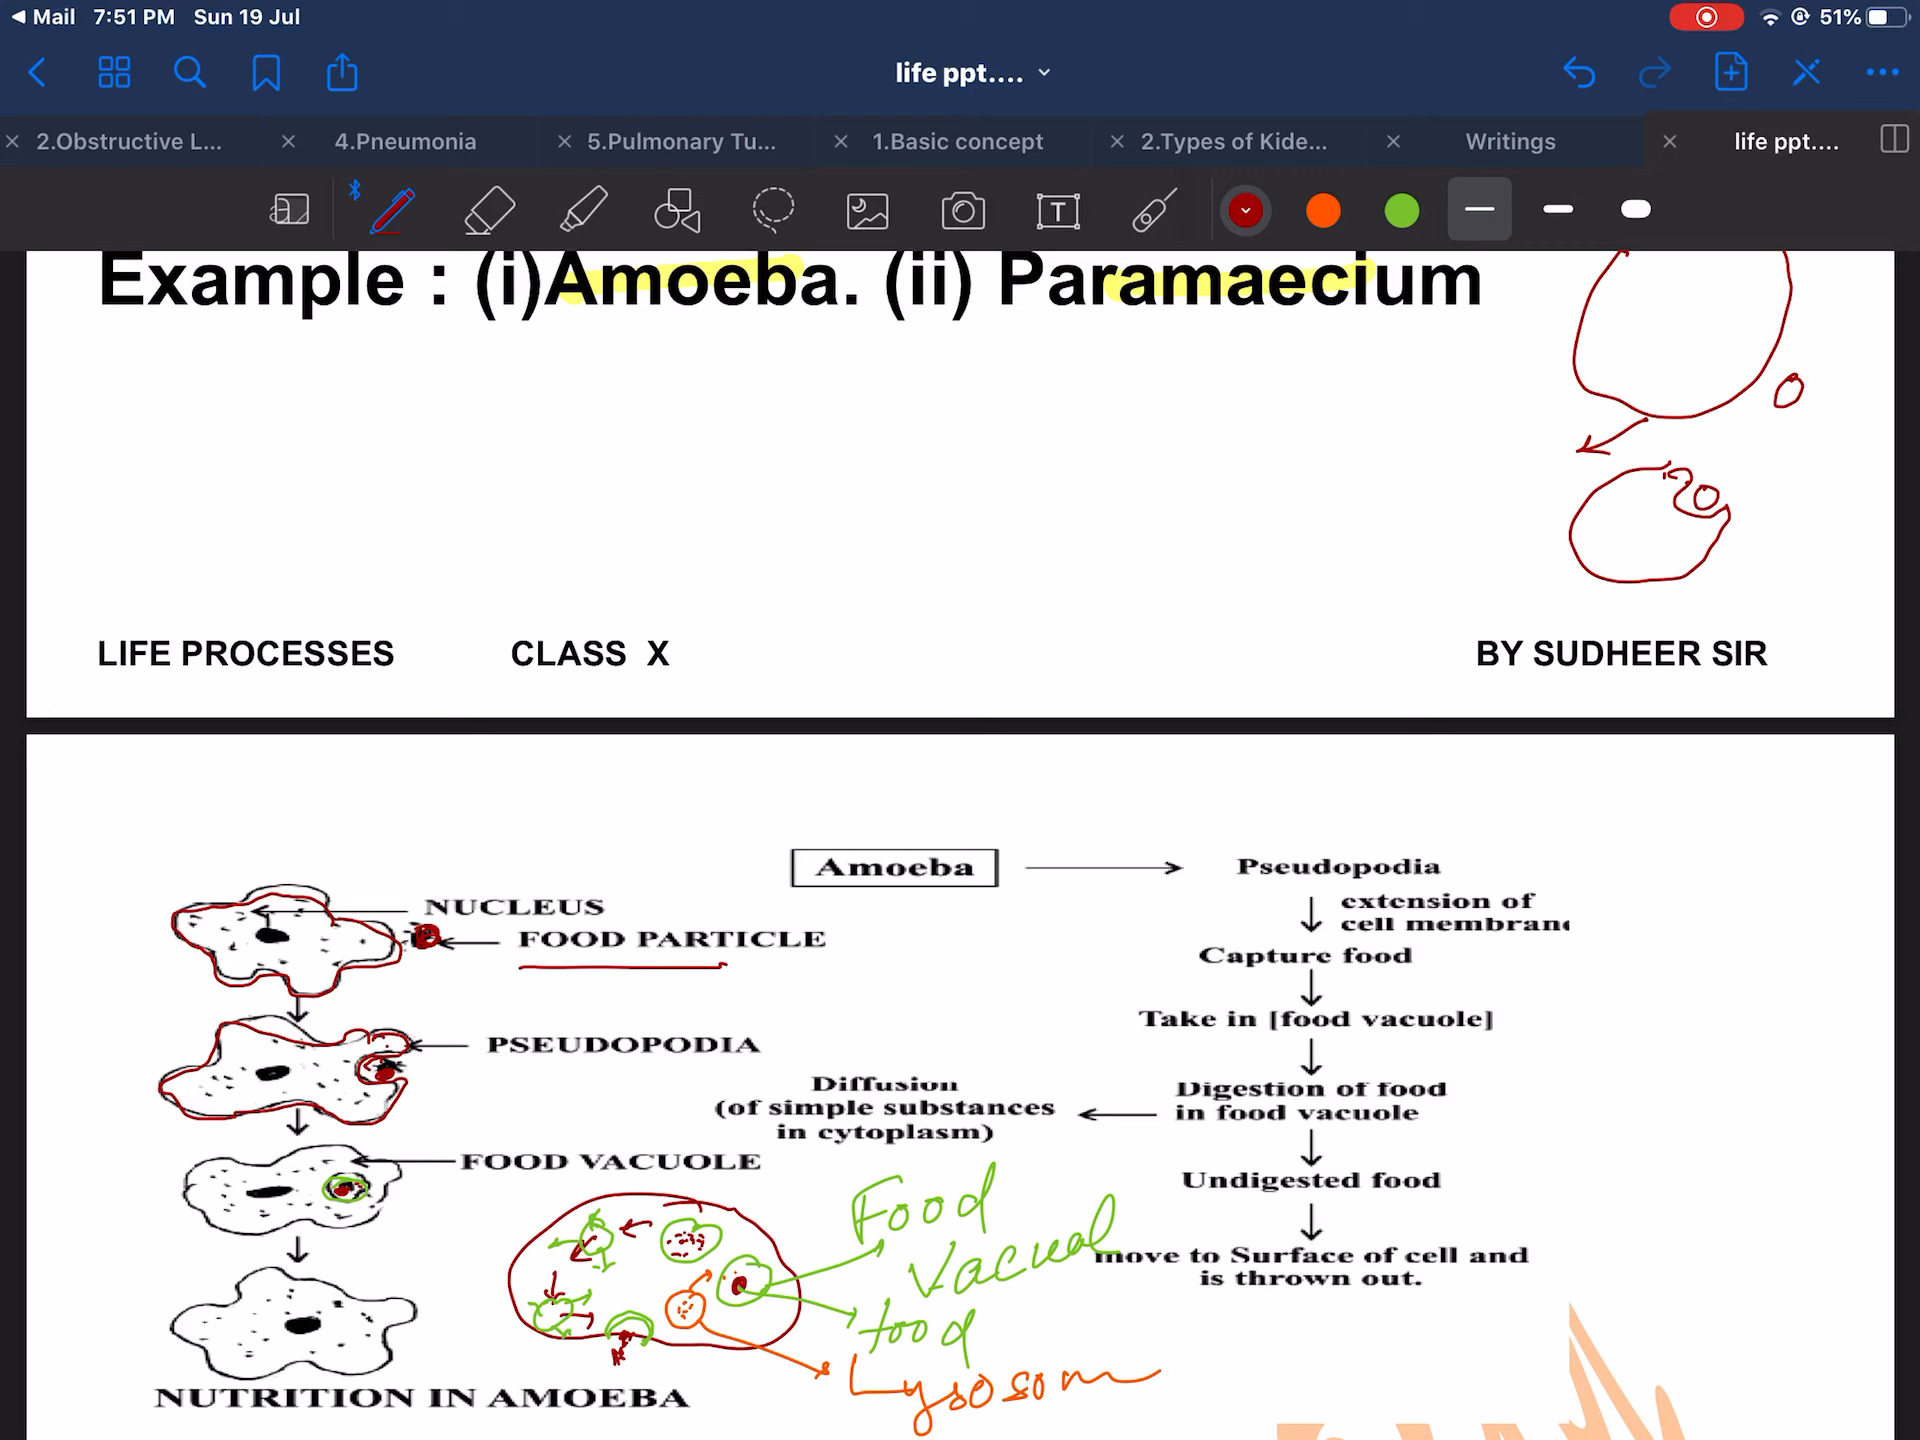 Mail 7:51 PM Sun 19 Jul
51%
life ppt....
2.Obstructive L...
4.Pneumonia
5.Pulmonary Tu...
1.Basic concept
2.Types of Kide...
Writings
life ppt....
Example : (i)Amoeba. (ii) Paramaecium
LIFE PROCESSES CLASS X BY SUDHEER SIR
Amoeba
Pseudopodia
extension of
cell membrane
Capture food
Take in [food vacuole]
Digestion of food
in food vacuole
Diffusion
(of simple substances
in cytoplasm)
Undigested food
move to Surface of cell and
is thrown out.
NUCLEUS
FOOD PARTICLE
PSEUDOPODIA
FOOD VACUOLE
NUTRITION IN AMOEBA
Food
Vacual
food
Lysosom